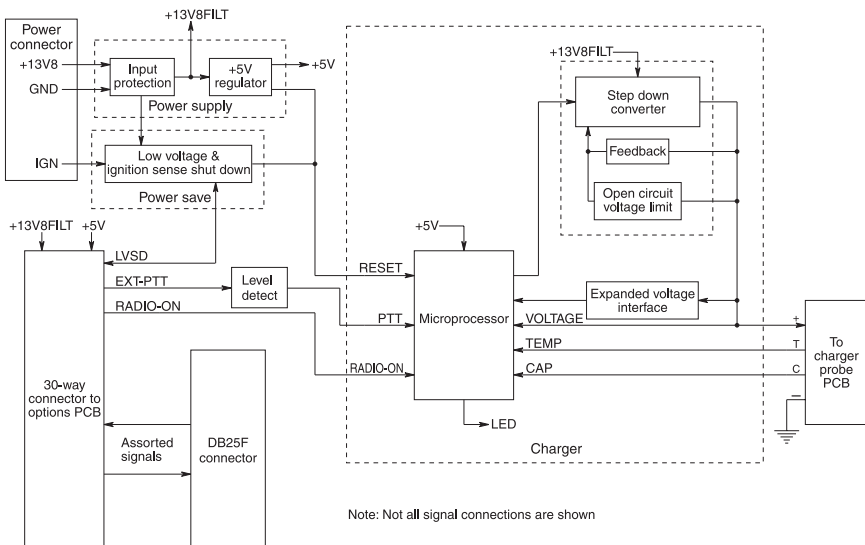 Power
connector
+13V8
GND
IGN
+13V8FILT
Input
protection
+5V
regulator
+5V
Power supply
Low voltage &
ignition sense shut down
Power save
+13V8FILT
+5V
LVSD
EXT-PTT
RADIO-ON
Level
detect
30-way
connector to
options PCB
Assorted
signals
DB25F
connector
+13V8FILT
Step down
converter
Feedback
Open circuit
voltage limit
+5V
RESET
PTT
RADIO-ON
Microprocessor
Expanded voltage
interface
VOLTAGE
TEMP
CAP
LED
Charger
+
T
C
–
To
charger
probe
PCB
Note: Not all signal connections are shown